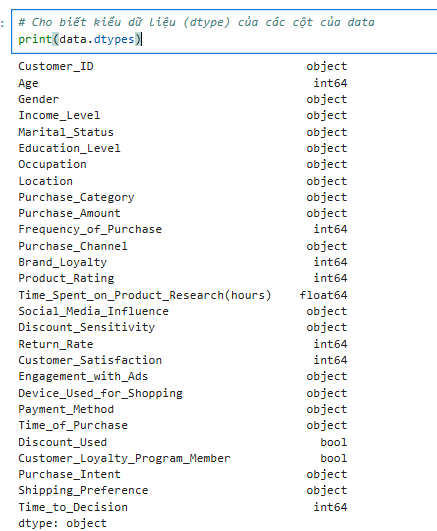 :
# Cho biết kiểu dữ liệu (dtype) của các cột của data
print(data.dtypes)
Customer_ID object
Age int64
Gender object
Income_Level object
Marital_Status object
Education_Level object
Occupation object
Location object
Purchase_Category object
Purchase_Amount object
Frequency_of_Purchase int64
Purchase_Channel object
Brand_Loyalty int64
Product_Rating int64
Time_Spent_on_Product_Research(hours) float64
Social_Media_Influence object
Discount_Sensitivity object
Return_Rate int64
Customer_Satisfaction int64
Engagement_with_Ads object
Device_Used_for_Shopping object
Payment_Method object
Time_of_Purchase object
Discount_Used bool
Customer_Loyalty_Program_Member bool
Purchase_Intent object
Shipping_Preference object
Time_to_Decision int64
dtype: object